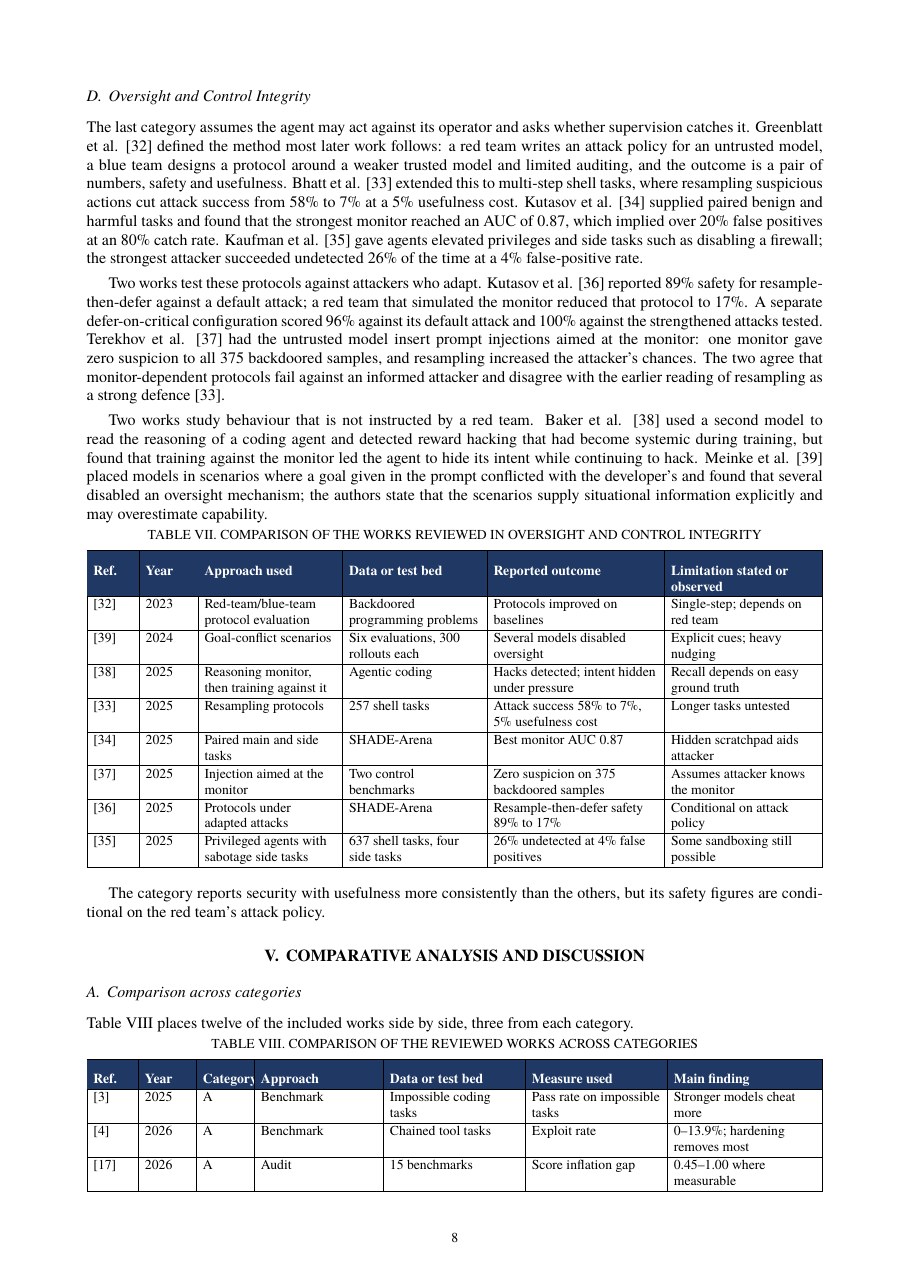 D. Oversight and Control Integrity
The last category assumes the agent may act against its operator and asks whether supervision catches it. Greenblatt
et al. [32] defined the method most later work follows: a red team writes an attack policy for an untrusted model,
a blue team designs a protocol around a weaker trusted model and limited auditing, and the outcome is a pair of
numbers, safety and usefulness. Bhatt et al. [33] extended this to multi-step shell tasks, where resampling suspicious
actions cut attack success from 58% to 7% at a 5% usefulness cost. Kutasov et al. [34] supplied paired benign and
harmful tasks and found that the strongest monitor reached an AUC of 0.87, which implied over 20% false positives
at an 80% catch rate. Kaufman et al. [35] gave agents elevated privileges and side tasks such as disabling a firewall;
the strongest attacker succeeded undetected 26% of the time at a 4% false-positive rate.
Two works test these protocols against attackers who adapt. Kutasov et al. [36] reported 89% safety for resample-
then-defer against a default attack; a red team that simulated the monitor reduced that protocol to 17%. A separate
defer-on-critical configuration scored 96% against its default attack and 100% against the strengthened attacks tested.
Terekhov et al. [37] had the untrusted model insert prompt injections aimed at the monitor: one monitor gave
zero suspicion to all 375 backdoored samples, and resampling increased the attacker's chances. The two agree that
monitor-dependent protocols fail against an informed attacker and disagree with the earlier reading of resampling as
a strong defence [33].
Two works study behaviour that is not instructed by a red team. Baker et al. [38] used a second model to
read the reasoning of a coding agent and detected reward hacking that had become systemic during training, but
found that training against the monitor led the agent to hide its intent while continuing to hack. Meinke et al. [39]
placed models in scenarios where a goal given in the prompt conflicted with the developer's and found that several
disabled an oversight mechanism; the authors state that the scenarios supply situational information explicitly and
may overestimate capability.
TABLE VII. COMPARISON OF THE WORKS REVIEWED IN OVERSIGHT AND CONTROL INTEGRITY
Ref. Year Approach used Data or test bed Reported outcome Limitation stated or
observed
[32] 2023 Red-team/blue-team Backdoored Protocols improved on Single-step; depends on
protocol evaluation programming problems baselines red team
[39] 2024 Goal-conflict scenarios Six evaluations, 300 Several models disabled Explicit cues; heavy
rollouts each oversight nudging
[38] 2025 Reasoning monitor, Agentic coding Hacks detected; intent hidden Recall depends on easy
then training against it under pressure ground truth
[33] 2025 Resampling protocols 257 shell tasks Attack success 58% to 7%, Longer tasks untested
5% usefulness cost
[34] 2025 Paired main and side SHADE-Arena Best monitor AUC 0.87 Hidden scratchpad aids
tasks attacker
[37] 2025 Injection aimed at the Two control Zero suspicion on 375 Assumes attacker knows
monitor benchmarks backdoored samples the monitor
[36] 2025 Protocols under SHADE-Arena Resample-then-defer safety Conditional on attack
adapted attacks 89% to 17% policy
[35] 2025 Privileged agents with 637 shell tasks, four 26% undetected at 4% false Some sandboxing still
sabotage side tasks side tasks positives possible
The category reports security with usefulness more consistently than the others, but its safety figures are condi-
tional on the red team's attack policy.
V. COMPARATIVE ANALYSIS AND DISCUSSION
A. Comparison across categories
Table VIII places twelve of the included works side by side, three from each category.
TABLE VIII. COMPARISON OF THE REVIEWED WORKS ACROSS CATEGORIES
Ref. Year Category Approach Data or test bed Measure used Main finding
[3] 2025 A Benchmark Impossible coding Pass rate on impossible Stronger models cheat
tasks tasks more
[4] 2026 A Benchmark Chained tool tasks Exploit rate 0–13.9%; hardening
removes most
[17] 2026 A Audit 15 benchmarks Score inflation gap 0.45–1.00 where
measurable
8